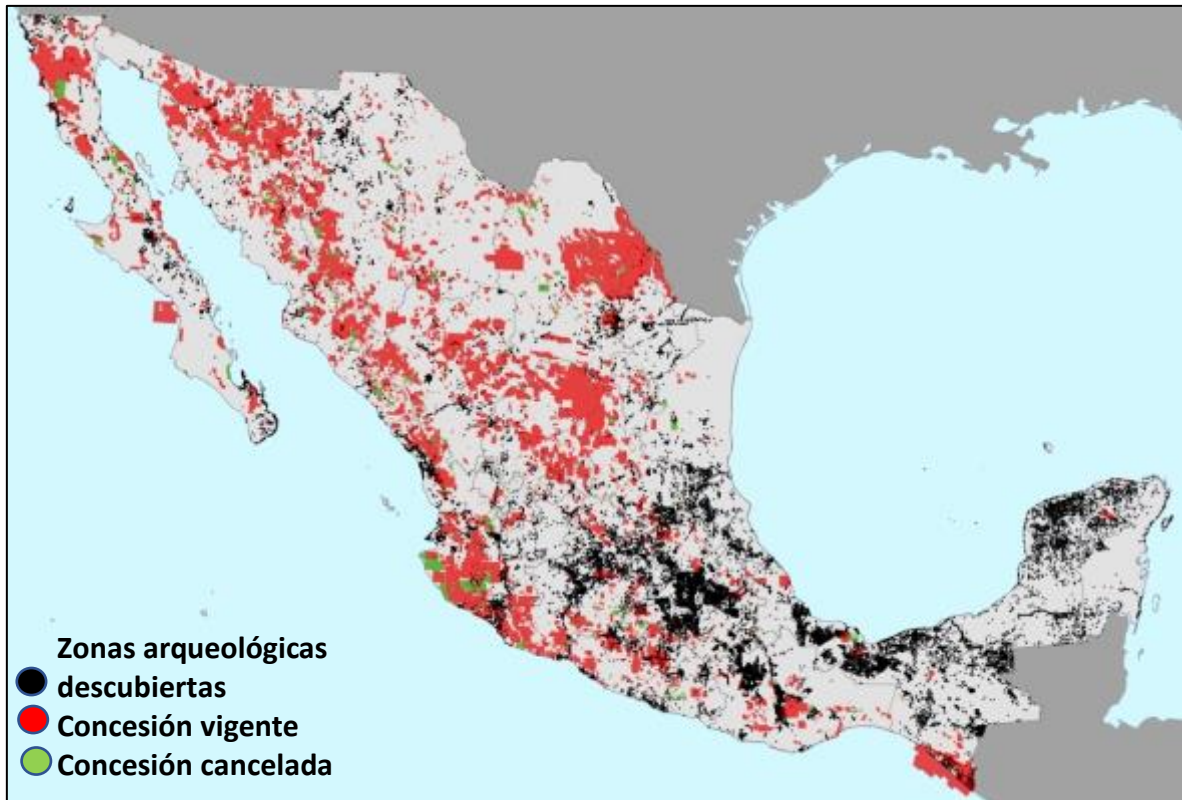 Zonas arqueológicas
descubiertas
Concesión vigente
Concesión cancelada